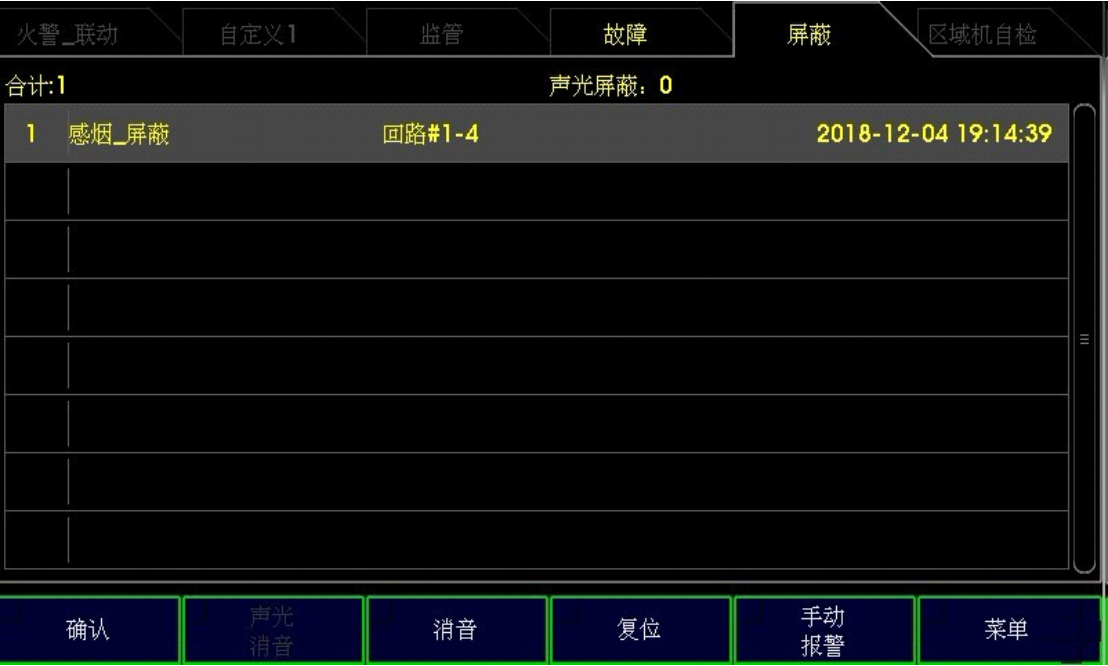 火警_联动 自定义1 监管 故障 屏蔽 区域机自检
合计:1 声光屏蔽: 0
1 感烟_屏蔽 回路#1-4 2018-12-04 19:14:39
确认 声光消音 消音 复位 手动报警 菜单